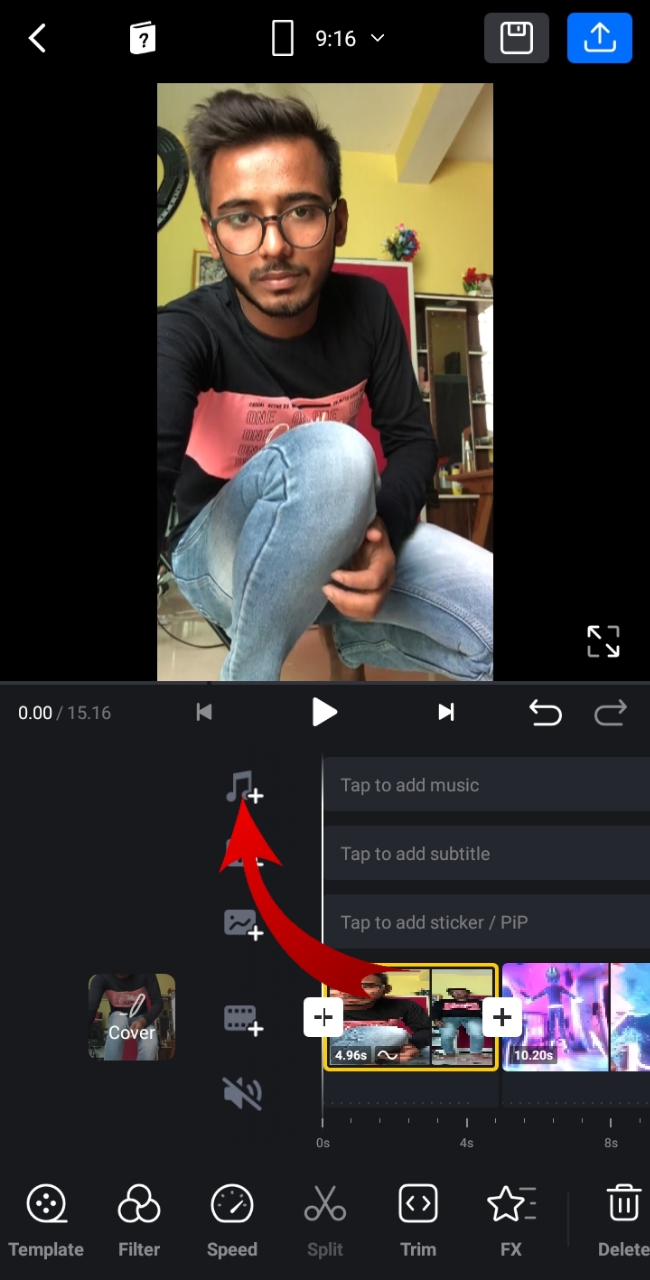 ?
9:16
ONE
0.00 / 15.16
Tap to add music
Tap to add subtitle
Tap to add sticker / PiP
Cover
4.96s
10.20s
0s 4s 8s
Template Filter Speed Split Trim FX Delete